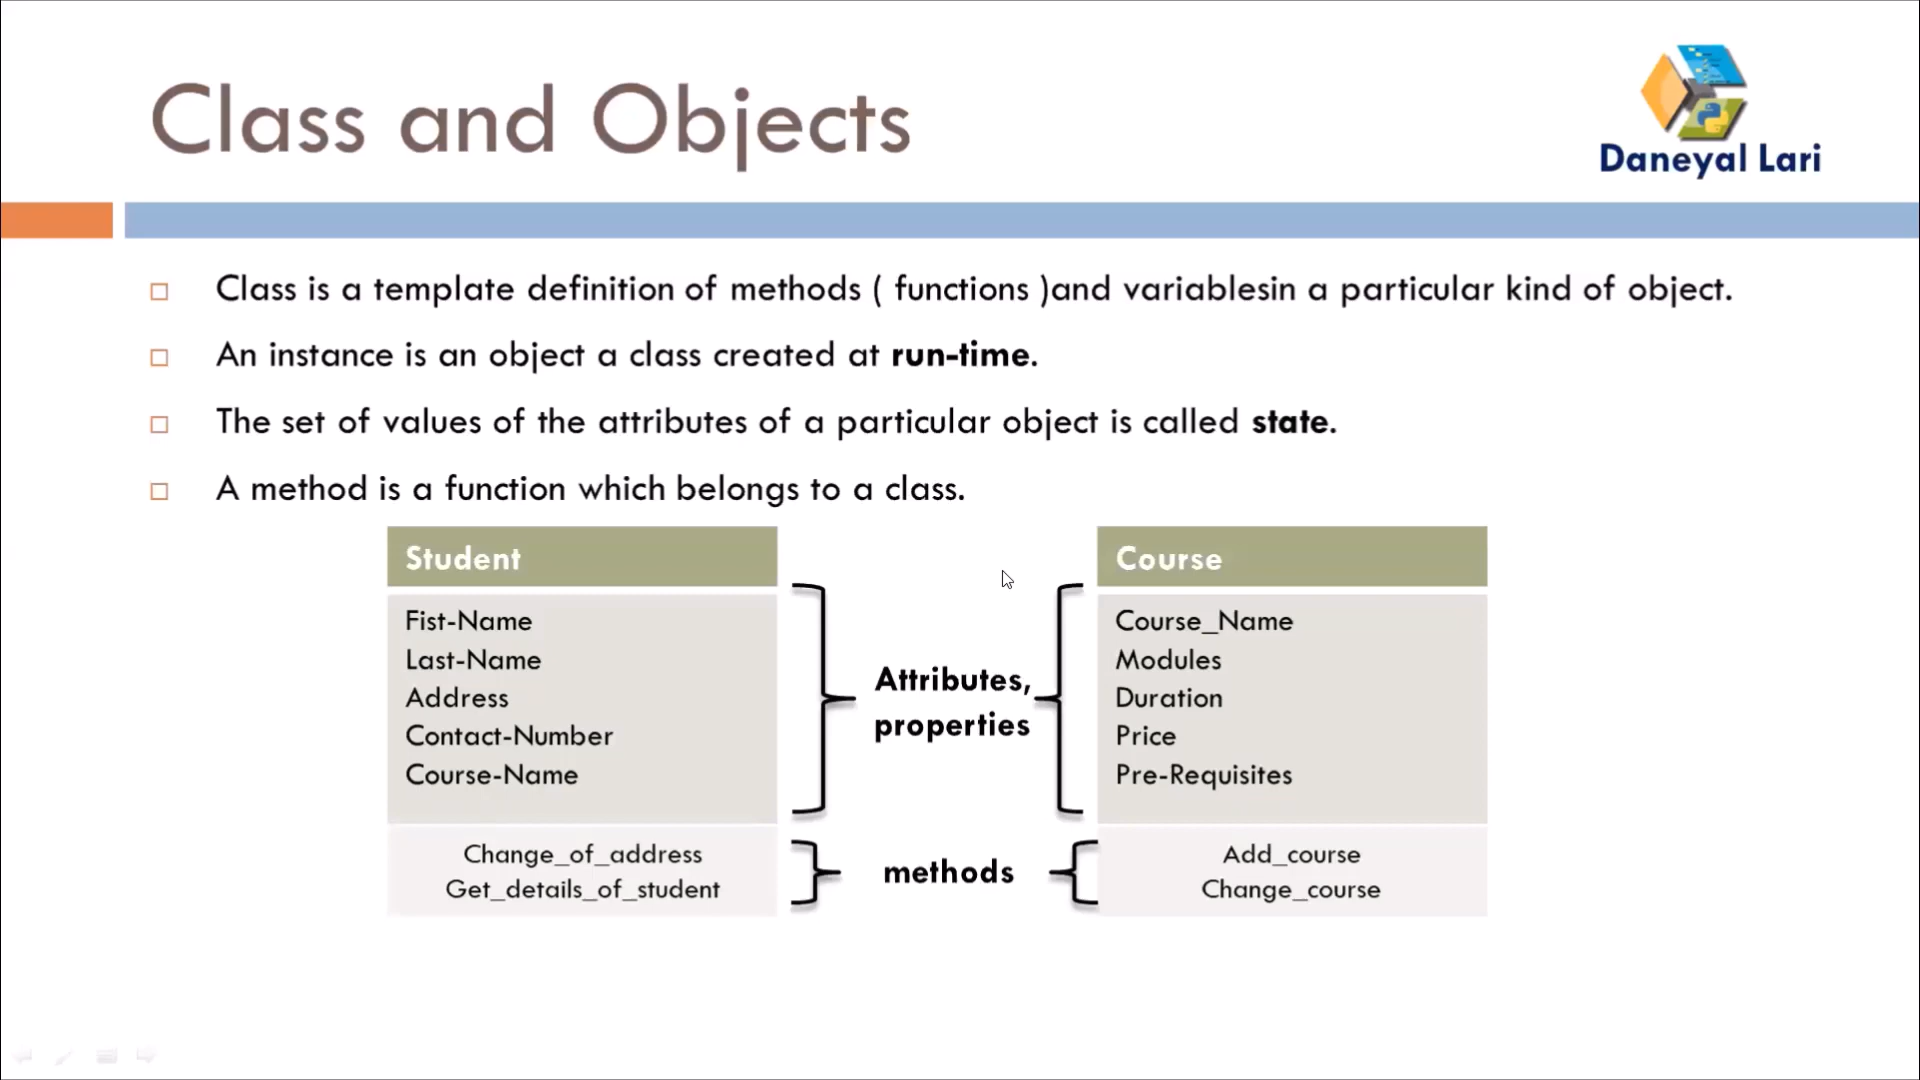 Class and Objects
Daneyal Lari
Class is a template definition of methods ( functions )and variablesin a particular kind of object.
An instance is an object a class created at run-time.
The set of values of the attributes of a particular object is called state.
A method is a function which belongs to a class.
Student
Fist-Name
Last-Name
Address
Contact-Number
Course-Name
Change_of_address
Get_details_of_student
Attributes,
properties
methods
Course
Course_Name
Modules
Duration
Price
Pre-Requisites
Add_course
Change_course